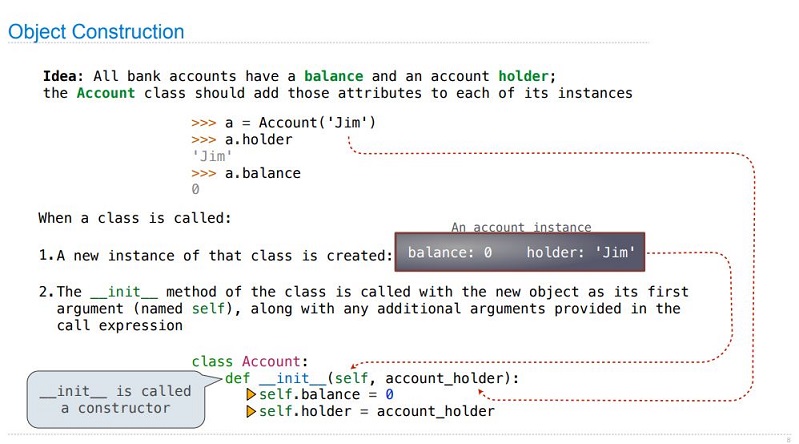 Object Construction
Idea: All bank accounts have a balance and an account holder;
the Account class should add those attributes to each of its instances
>>> a = Account('Jim')
>>> a.holder
'Jim'
>>> a.balance
0
When a class is called:
An account instance
1. A new instance of that class is created:
balance: 0    holder: 'Jim'
2. The __init__ method of the class is called with the new object as its first
argument (named self), along with any additional arguments provided in the
call expression
class Account:
def __init__(self, account_holder):
self.balance = 0
self.holder = account_holder
__init__ is called
a constructor